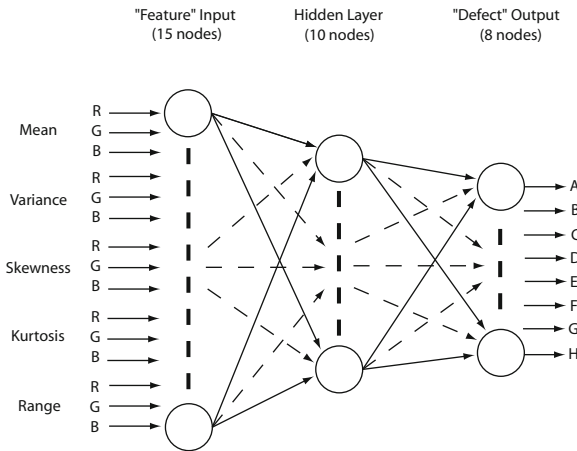 "Feature" Input
(15 nodes)
Hidden Layer
(10 nodes)
"Defect" Output
(8 nodes)
Mean
R
G
B
Variance
R
G
B
Skewness
R
G
B
Kurtosis
R
G
B
Range
R
G
B
A
B
C
D
E
F
G
H